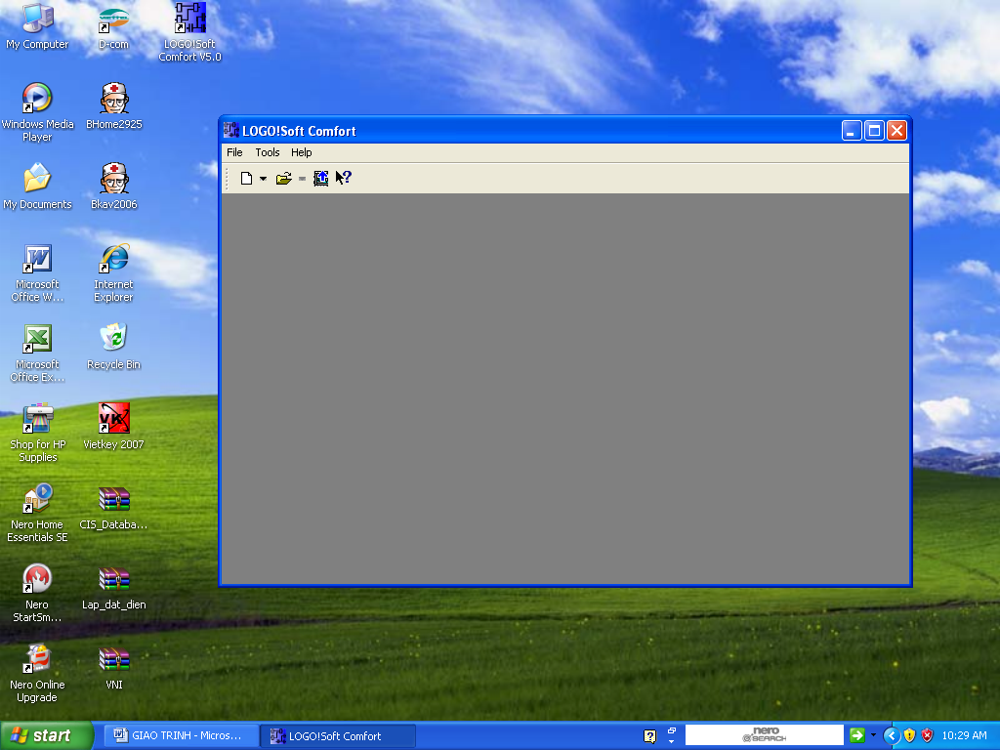 My Computer
D-com
LOGO!Soft
Comfort V5.0
Windows Media
Player
BHome2925
My Documents
Bkav2006
Microsoft
Office W...
Internet
Explorer
Microsoft
Office Ex...
Recycle Bin
Shop for HP
Supplies
VK
Vietkey 2007
Nero Home
Essentials SE
CIS_Databa...
Nero
StartSm...
Lap_dat_dien
Nero Online
Upgrade
VNI
LOGO!Soft Comfort
File Tools Help
start
GIAO TRINH - Micros...
LOGO!Soft Comfort
nero
@SEARCH
10:29 AM